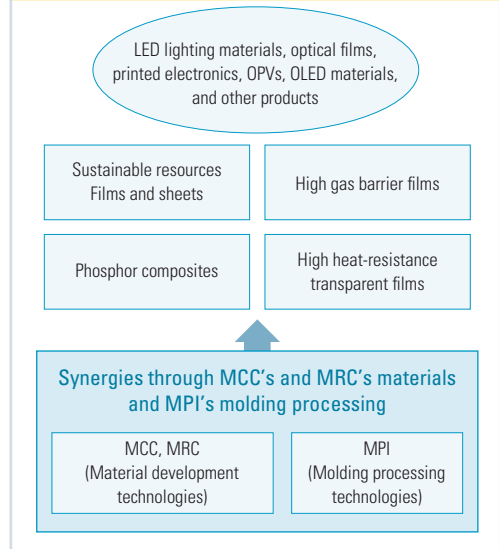 LED lighting materials, optical films,
printed electronics, OPVs, OLED materials,
and other products
Sustainable resources
Films and sheets
High gas barrier films
Phosphor composites
High heat-resistance
transparent films
Synergies through MCC's and MRC's materials
and MPI's molding processing
MCC, MRC
(Material development
technologies)
MPI
(Molding processing
technologies)